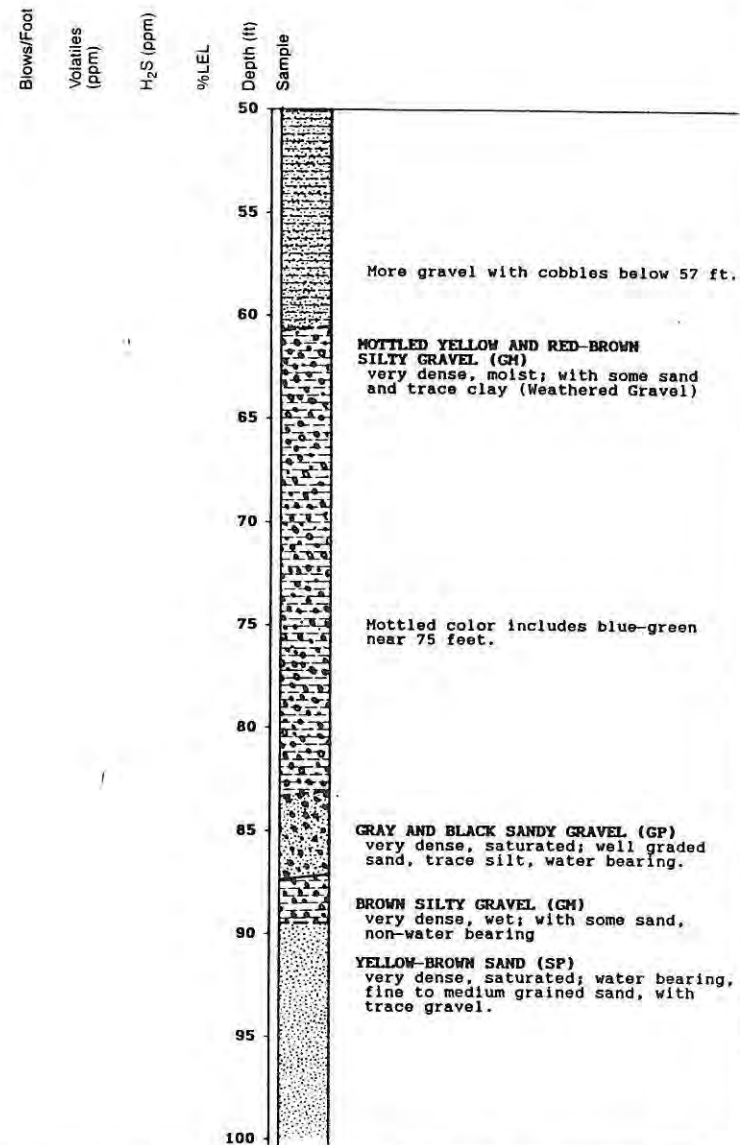 Blows/Foot
Volatiles
(ppm)
H₂S (ppm)
%LEL
Depth (ft)
Sample
50
55
More gravel with cobbles below 57 ft.
60
MOTTLED YELLOW AND RED-BROWN
SILTY GRAVEL (GM)
very dense, moist; with some sand
and trace clay (Weathered Gravel)
65
70
75
Mottled color includes blue-green
near 75 feet.
80
85
GRAY AND BLACK SANDY GRAVEL (GP)
very dense, saturated; well graded
sand, trace silt, water bearing.
BROWN SILTY GRAVEL (GM)
very dense, wet; with some sand,
non-water bearing
90
YELLOW-BROWN SAND (SP)
very dense, saturated; water bearing,
fine to medium grained sand, with
trace gravel.
95
100